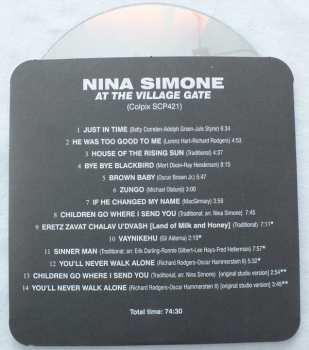 NINA SIMONE
AT THE VILLAGE GATE
(Colpix SCP421)
1 JUST IN TIME (Betty Comden-Adolph Green-Jule Styne) 6:34
2 HE WAS TOO GOOD TO ME (Lorenz Hart-Richard Rodgers) 4:53
3 HOUSE OF THE RISING SUN (Traditional) 4:37
4 BYE BYE BLACKBIRD (Mort Dixon-Ray Henderson) 8:15
5 BROWN BABY (Oscar Brown Jr.) 5:47
6 ZUNGO (Michael Olatunji) 3:00
7 IF HE CHANGED MY NAME (MacGimsey) 3:56
8 CHILDREN GO WHERE I SEND YOU (Traditional, arr. Nina Simone) 7:45
9 ERETZ ZAVAT CHALAV U'DVASH [Land of Milk and Honey] (Traditional) 7:01*
10 VAYNIKEHU (Gil Aldema) 2:10*
11 SINNER MAN (Traditional; arr. Erik Darling-Ronnie Gilbert-Lee Hays-Fred Hellerman) 7:57*
12 YOU'LL NEVER WALK ALONE (Richard Rodgers-Oscar Hammerstein II) 5:32*
13 CHILDREN GO WHERE I SEND YOU (Traditional, arr. Nina Simone) [original studio version] 2:54**
14 YOU'LL NEVER WALK ALONE (Richard Rodgers-Oscar Hammerstein II) [original studio version] 3:49**
Total time: 74:30